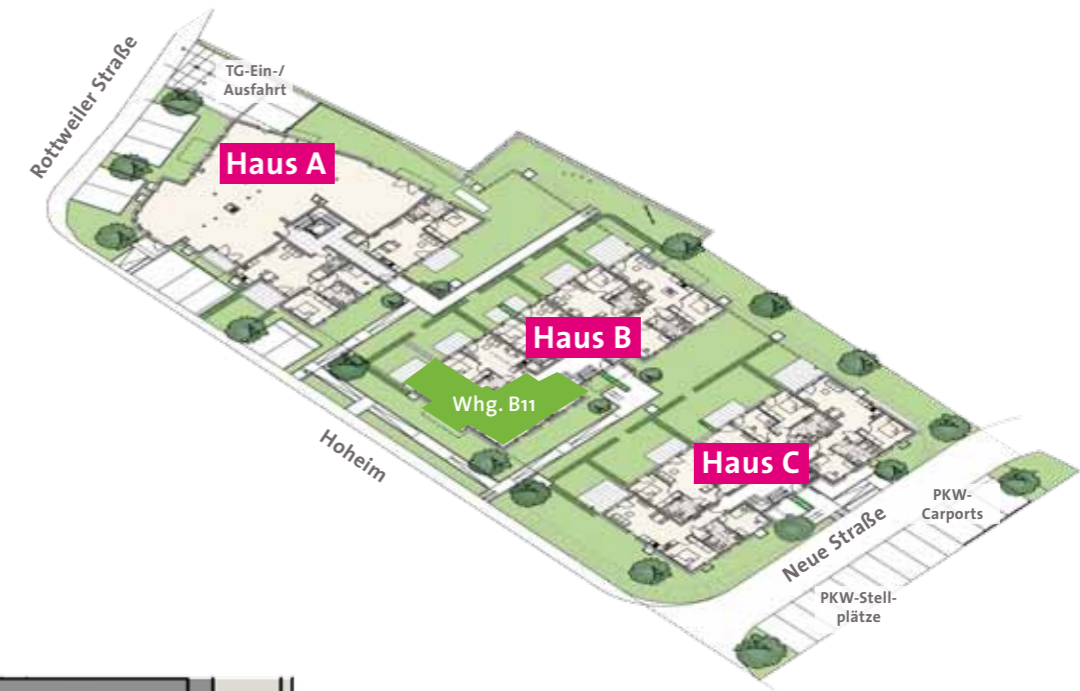 Rottweiler Straße
TG-Ein-/
Ausfahrt
Haus A
Haus B
Whg. B11
Hoheim
Haus C
PKW-
Carports
Neue Straße
PKW-Stell-
plätze